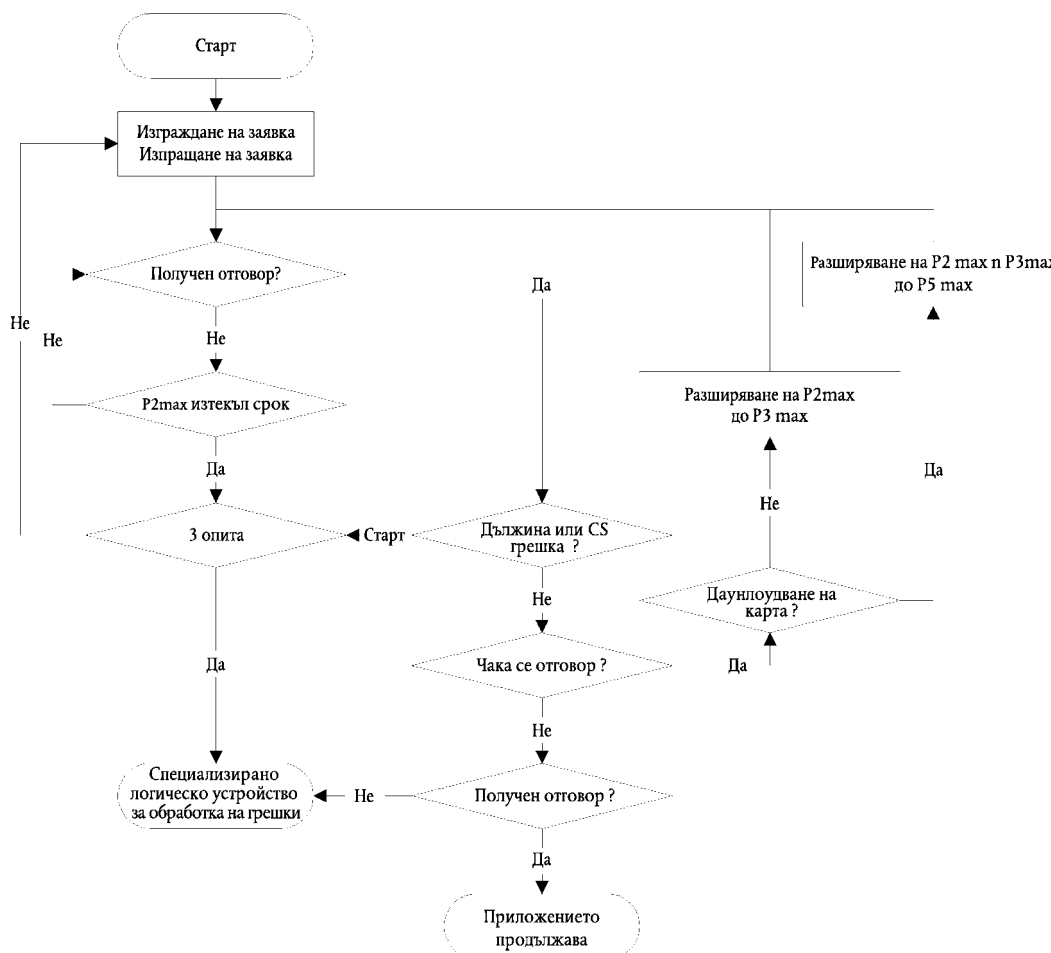 Старт
Изграждане на заявка
Изпращане на заявка
Получен отговор?
Разширяване на P2 max n P3max
до P5 max
Да
Не
Не
Не
P2max изтекъл срок
Разширяване на P2max
до P3 max
Да
Да
Не
3 опита
Старт
Дължина или CS
грешка ?
Даунлоудване на
карта ?
Не
Да
Чака се отговор ?
Да
Не
Специализирано
логическо устройство
за обработка на грешки
Не
Получен отговор ?
Да
Приложението
продължава